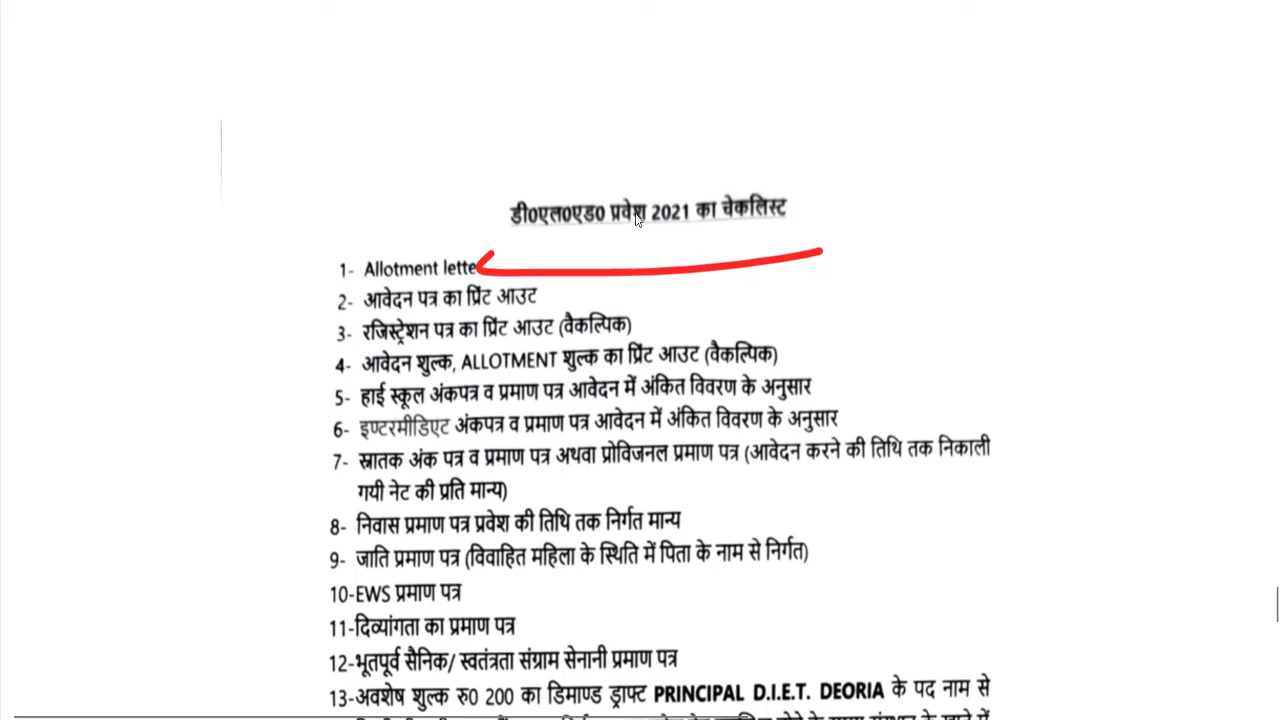 डी0एल0एड0 प्रवेश 2021 का चेकलिस्ट
1- Allotment lette
2- आवेदन पत्र का प्रिंट आउट
3- रजिस्ट्रेशन पत्र का प्रिंट आउट (वैकल्पिक)
4- आवेदन शुल्क, ALLOTMENT शुल्क का प्रिंट आउट (वैकल्पिक)
5- हाई स्कूल अंकपत्र व प्रमाण पत्र आवेदन में अंकित विवरण के अनुसार
6- इण्टरमीडिएट अंकपत्र व प्रमाण पत्र आवेदन में अंकित विवरण के अनुसार
7- स्नातक अंक पत्र व प्रमाण पत्र अथवा प्रोविजनल प्रमाण पत्र (आवेदन करने की तिथि तक निकाली
गयी नेट की प्रति मान्य)
8- निवास प्रमाण पत्र प्रवेश की तिथि तक निर्गत मान्य
9- जाति प्रमाण पत्र (विवाहित महिला के स्थिति में पिता के नाम से निर्गत)
10-EWS प्रमाण पत्र
11-दिव्यांगता का प्रमाण पत्र
12-भूतपूर्व सैनिक/ स्वतंत्रता संग्राम सेनानी प्रमाण पत्र
13-अवशेष शुल्क रु0 200 का डिमाण्ड ड्राफ्ट PRINCIPAL D.I.E.T. DEORIA के पद नाम से